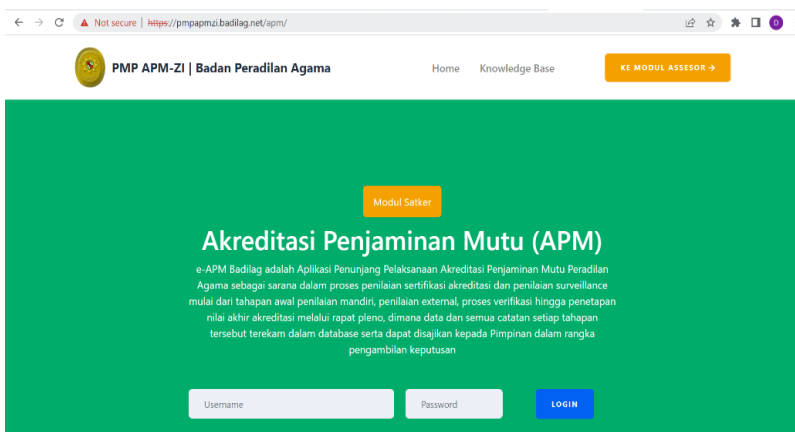 Not secure | https://pmpapmzi.badilag.net/apm/
D
PMP APM-ZI | Badan Peradilan Agama
Home
Knowledge Base
KE MODUL ASSESOR →
Modul Satker
Akreditasi Penjaminan Mutu (APM)
e-APM Badilag adalah Aplikasi Penunjang Pelaksanaan Akreditasi Penjaminan Mutu Peradilan
Agama sebagai sarana dalam proses penilaian sertifikasi akreditasi dan penilaian surveillance
mulai dari tahapan awal penilaian mandiri, penilaian external, proses verifikasi hingga penetapan
nilai akhir akreditasi melalui rapat pleno, dimana data dan semua catatan setiap tahapan
tersebut terekam dalam database serta dapat disajikan kepada Pimpinan dalam rangka
pengambilan keputusan
Username
Password
LOGIN